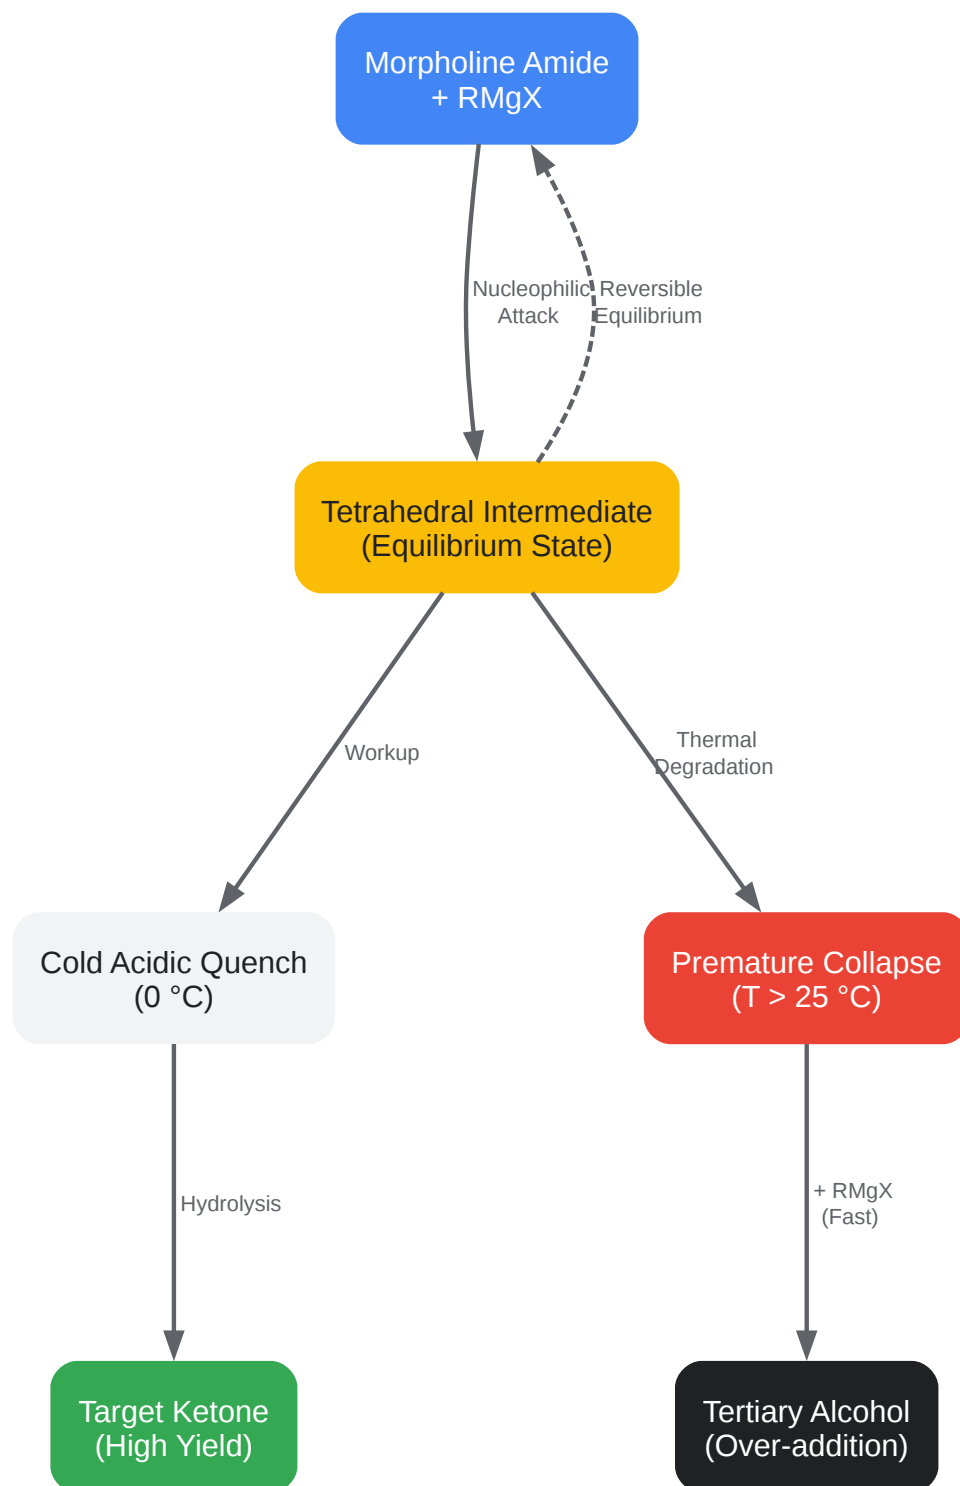 Morpholine Amide
+ RMgX
Nucleophilic
Attack
Reversible
Equilibrium
Tetrahedral Intermediate
(Equilibrium State)
Workup
Thermal
Degradation
Cold Acidic Quench
(0 °C)
Premature Collapse
(T > 25 °C)
Hydrolysis
+ RMgX
(Fast)
Target Ketone
(High Yield)
Tertiary Alcohol
(Over-addition)